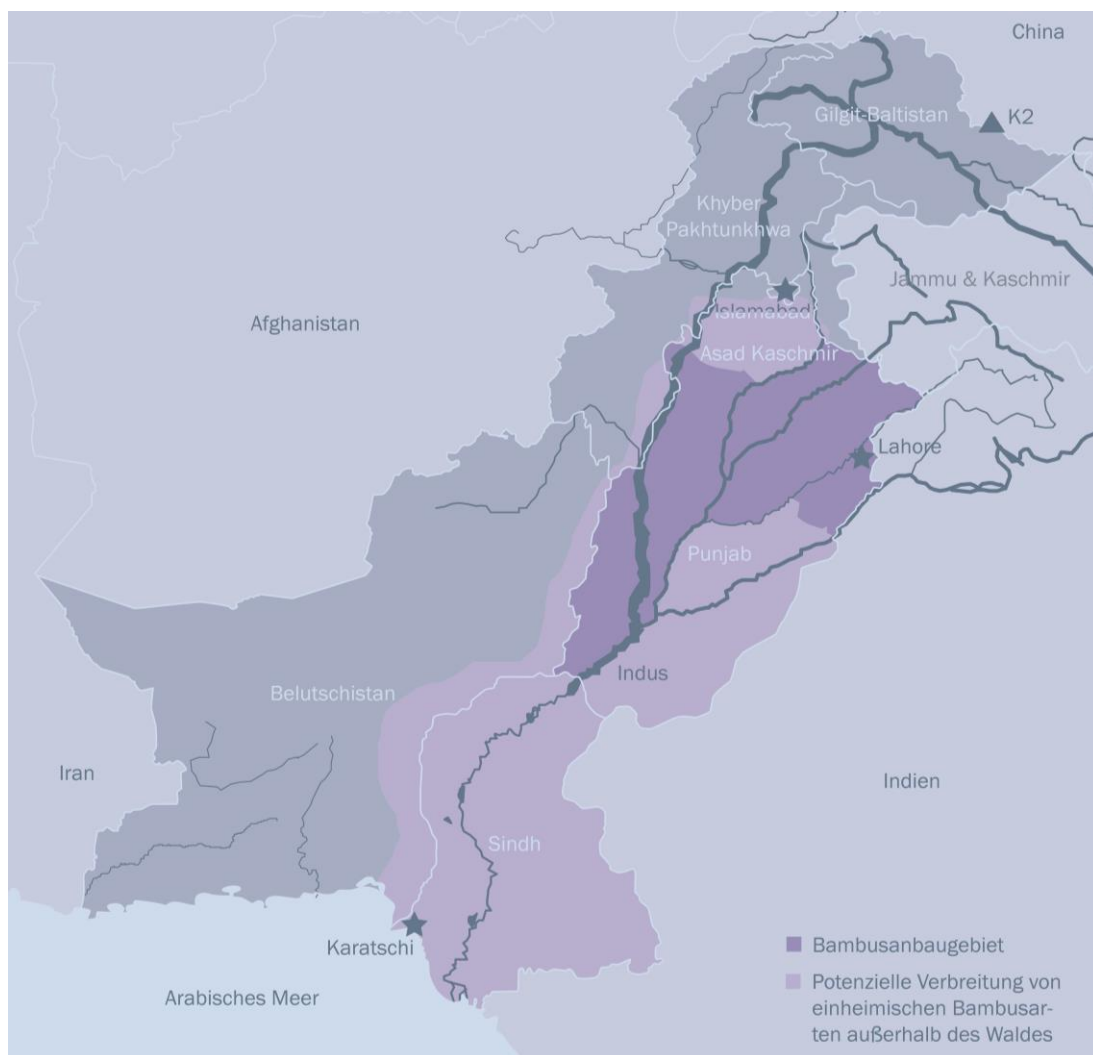 China
K2
Gilgit-Baltistan
Khyber
Pakhtunkhwa
Jammu & Kaschmir
Islamabad
Afghanistan
Asad Kaschmir
Lahore
Punjab
Indus
Belutschistan
Iran
Indien
Sindh
Karatschi
Arabisches Meer
Bambusanbaugebiet
Potenzielle Verbreitung von
einheimischen Bambusar-
ten außerhalb des Waldes